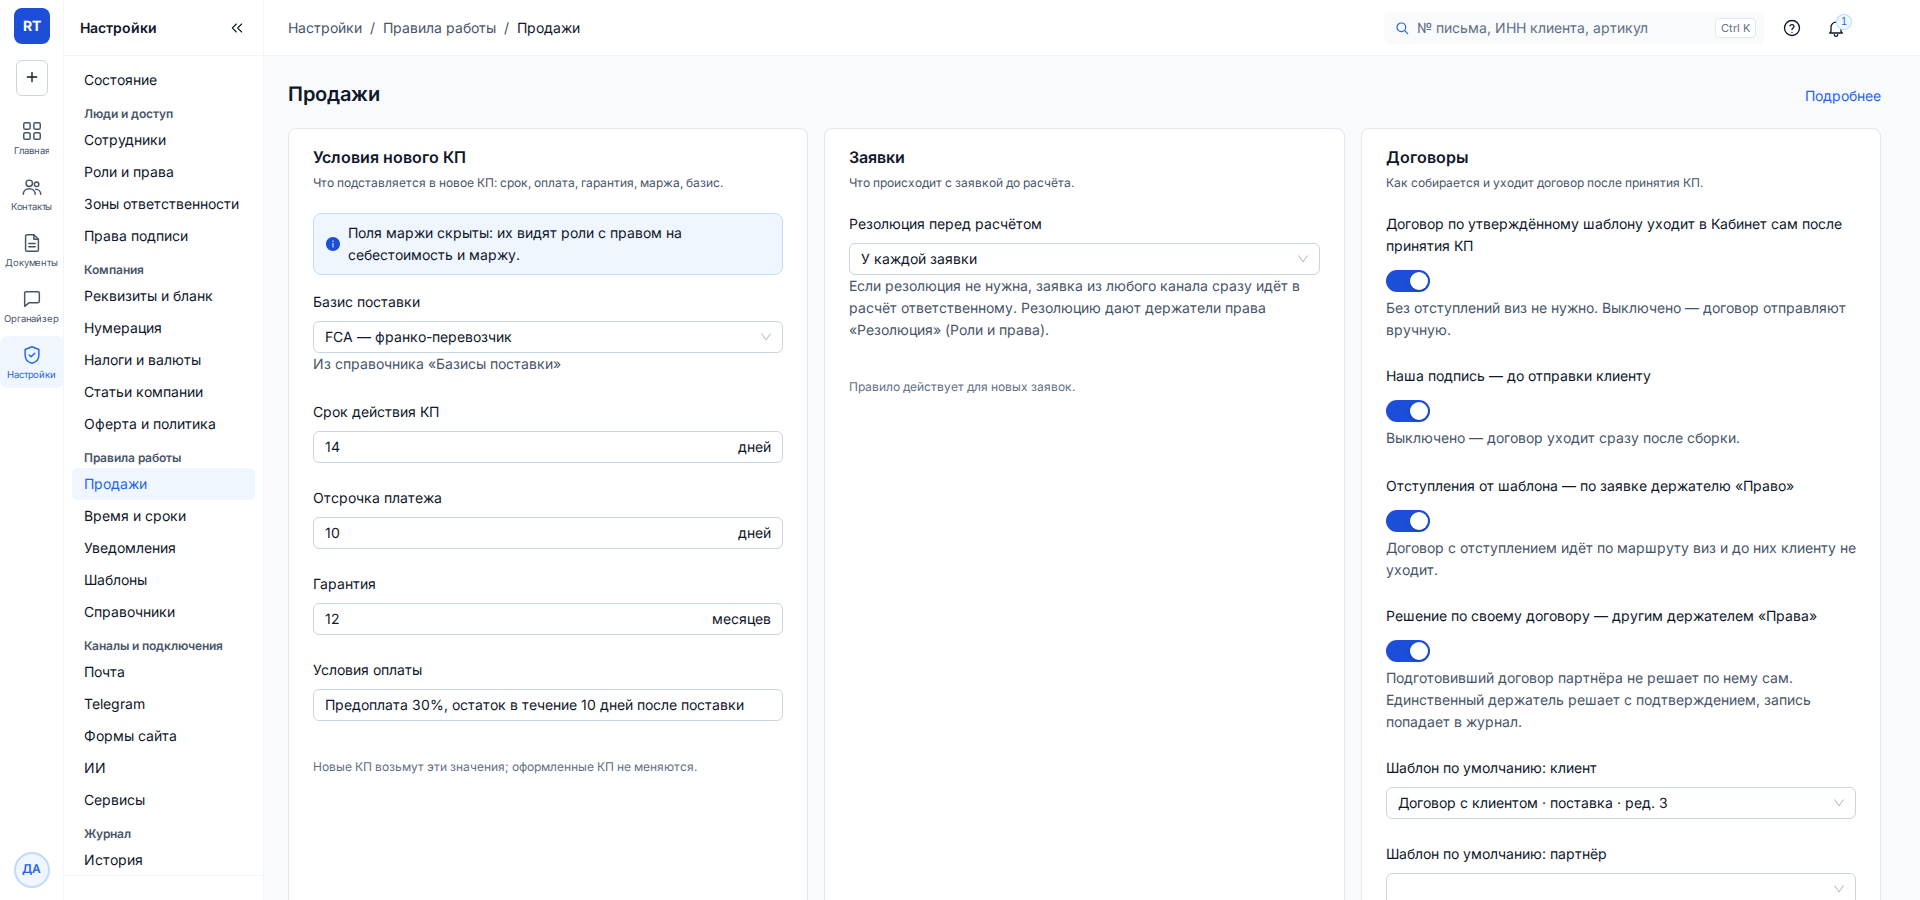 RT
Главная
Контакты
Документы
Органайзер
Настройки
ДА
Настройки
Состояние
Люди и доступ
Сотрудники
Роли и права
Зоны ответственности
Права подписи
Компания
Реквизиты и бланк
Нумерация
Налоги и валюты
Статьи компании
Оферта и политика
Правила работы
Продажи
Время и сроки
Уведомления
Шаблоны
Справочники
Каналы и подключения
Почта
Telegram
Формы сайта
ИИ
Сервисы
Журнал
История
Настройки / Правила работы / Продажи
№ письма, ИНН клиента, артикул
Ctrl K
1
Продажи
Подробнее
Условия нового КП
Что подставляется в новое КП: срок, оплата, гарантия, маржа, базис.
Поля маржи скрыты: их видят роли с правом на
себестоимость и маржу.
Базис поставки
FCA — франко-перевозчик
Из справочника «Базисы поставки»
Срок действия КП
14 дней
Отсрочка платежа
10 дней
Гарантия
12 месяцев
Условия оплаты
Предоплата 30%, остаток в течение 10 дней после поставки
Новые КП возьмут эти значения; оформленные КП не меняются.
Заявки
Что происходит с заявкой до расчёта.
Резолюция перед расчётом
У каждой заявки
Если резолюция не нужна, заявка из любого канала сразу идёт в
расчёт ответственному. Резолюцию дают держатели права
«Резолюция» (Роли и права).
Правило действует для новых заявок.
Договоры
Как собирается и уходит договор после принятия КП.
Договор по утверждённому шаблону уходит в Кабинет сам после
принятия КП
Без отступлений виз не нужно. Выключено — договор отправляют
вручную.
Наша подпись — до отправки клиенту
Выключено — договор уходит сразу после сборки.
Отступления от шаблона — по заявке держателю «Право»
Договор с отступлением идёт по маршруту виз и до них клиенту не
уходит.
Решение по своему договору — другим держателем «Права»
Подготовивший договор партнёра не решает по нему сам.
Единственный держатель решает с подтверждением, запись
попадает в журнал.
Шаблон по умолчанию: клиент
Договор с клиентом · поставка · ред. 3
Шаблон по умолчанию: партнёр